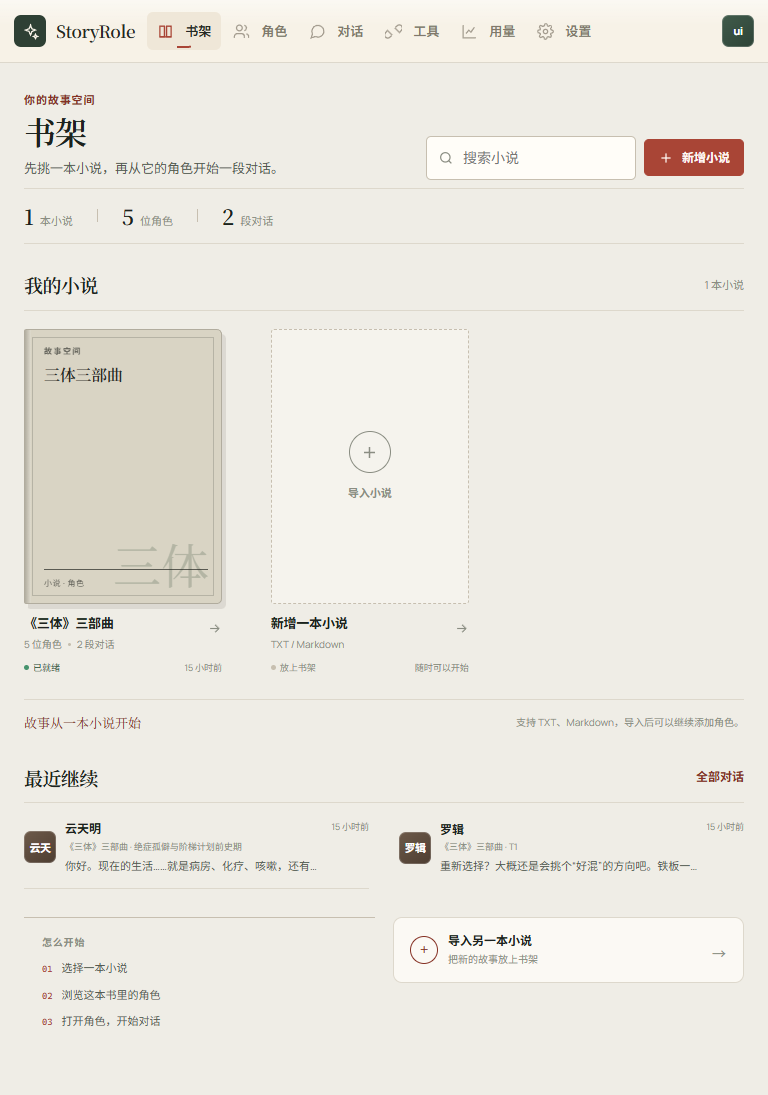 StoryRole
书架
角色
对话
工具
用量
设置
ui
你的故事空间
书架
先挑一本小说，再从它的角色开始一段对话。
搜索小说
新增小说
1 本小说
5 位角色
2 段对话
我的小说
1 本小说
故事空间
三体三部曲
三体
小说 · 角色
导入小说
《三体》三部曲
5 位角色 • 2 段对话
已就绪
15 小时前
新增一本小说
TXT / Markdown
放上书架
随时可以开始
故事从一本小说开始
支持 TXT、Markdown，导入后可以继续添加角色。
最近继续
全部对话
云天
云天明
15 小时前
《三体》三部曲 · 绝症孤僻与阶梯计划前史期
你好。现在的生活……就是病房、化疗、咳嗽，还有…
罗辑
罗辑
15 小时前
《三体》三部曲 · T1
重新选择？大概还是会挑个“好混”的方向吧。铁板一…
怎么开始
01 选择一本小说
02 浏览这本书里的角色
03 打开角色，开始对话
导入另一本小说
把新的故事放上书架